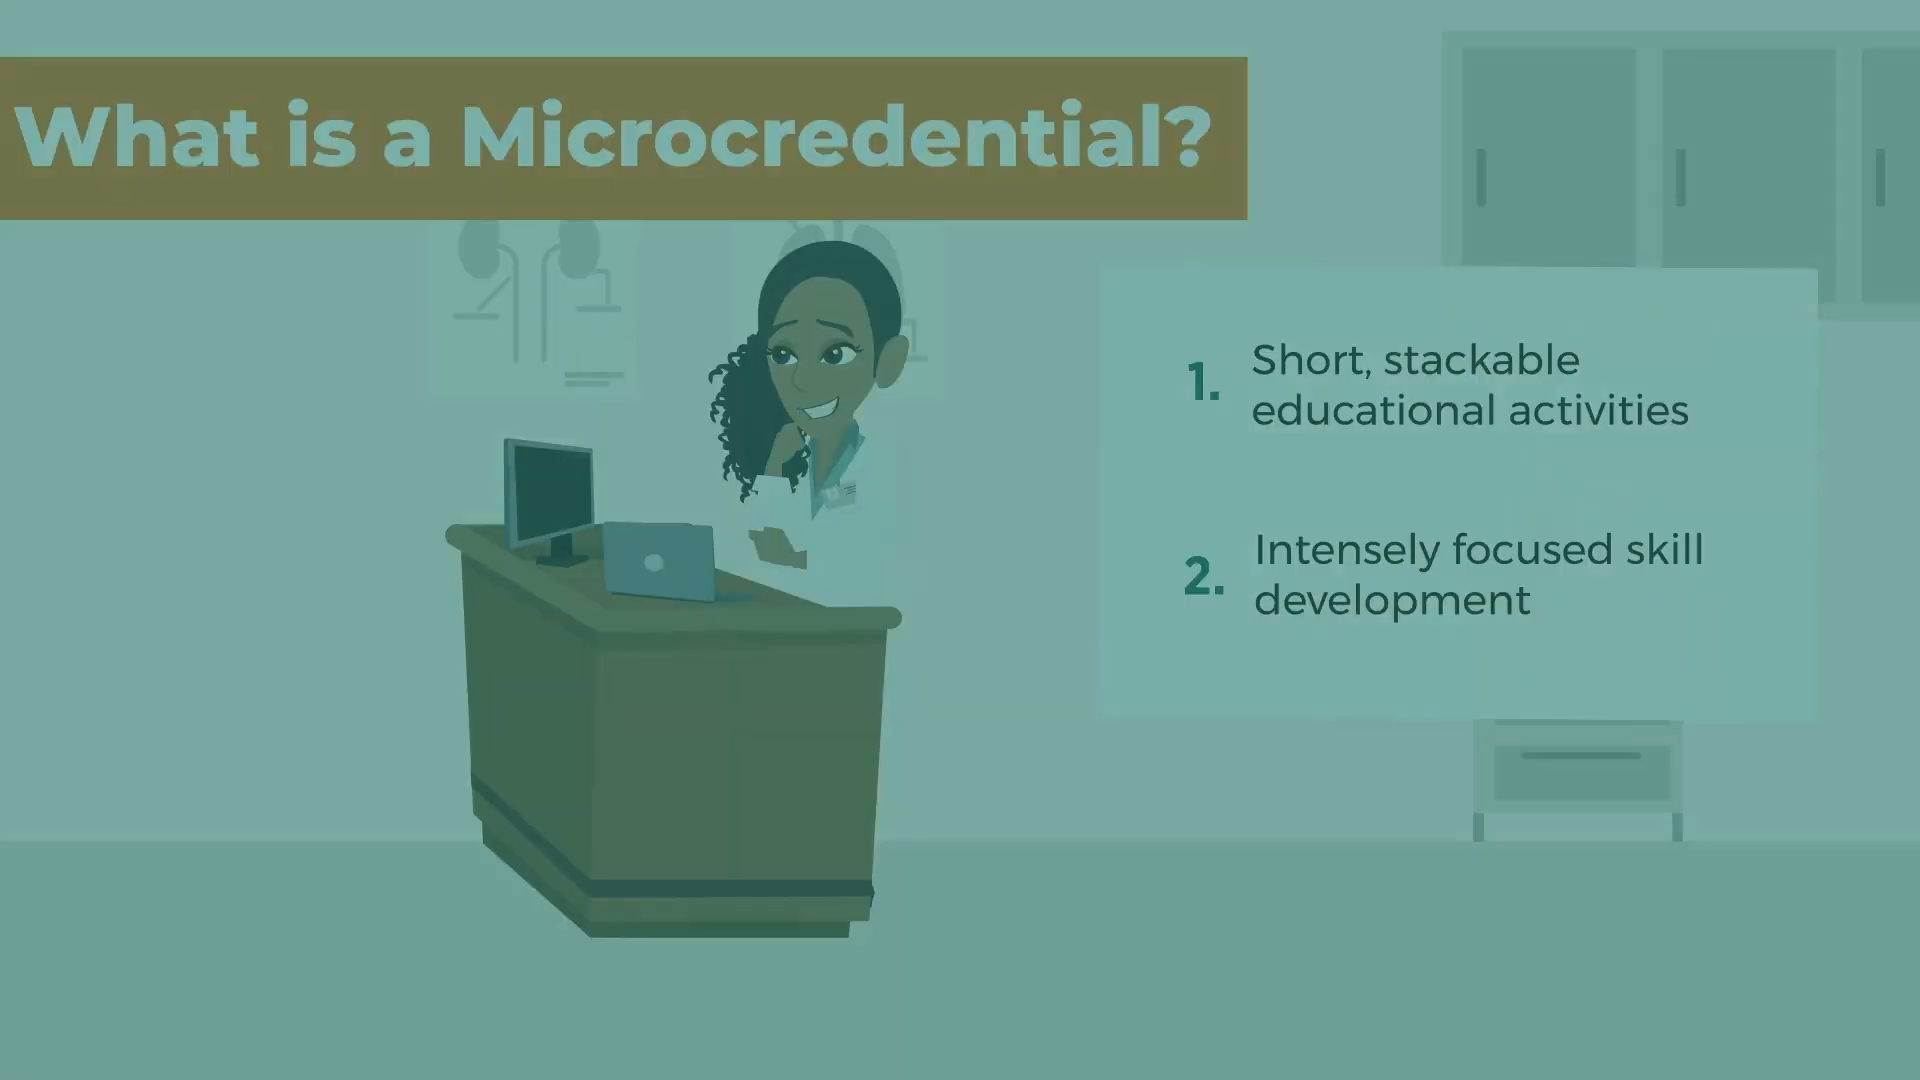 What is a Microcredential?
1. Short, stackable
educational activities
2. Intensely focused skill
development